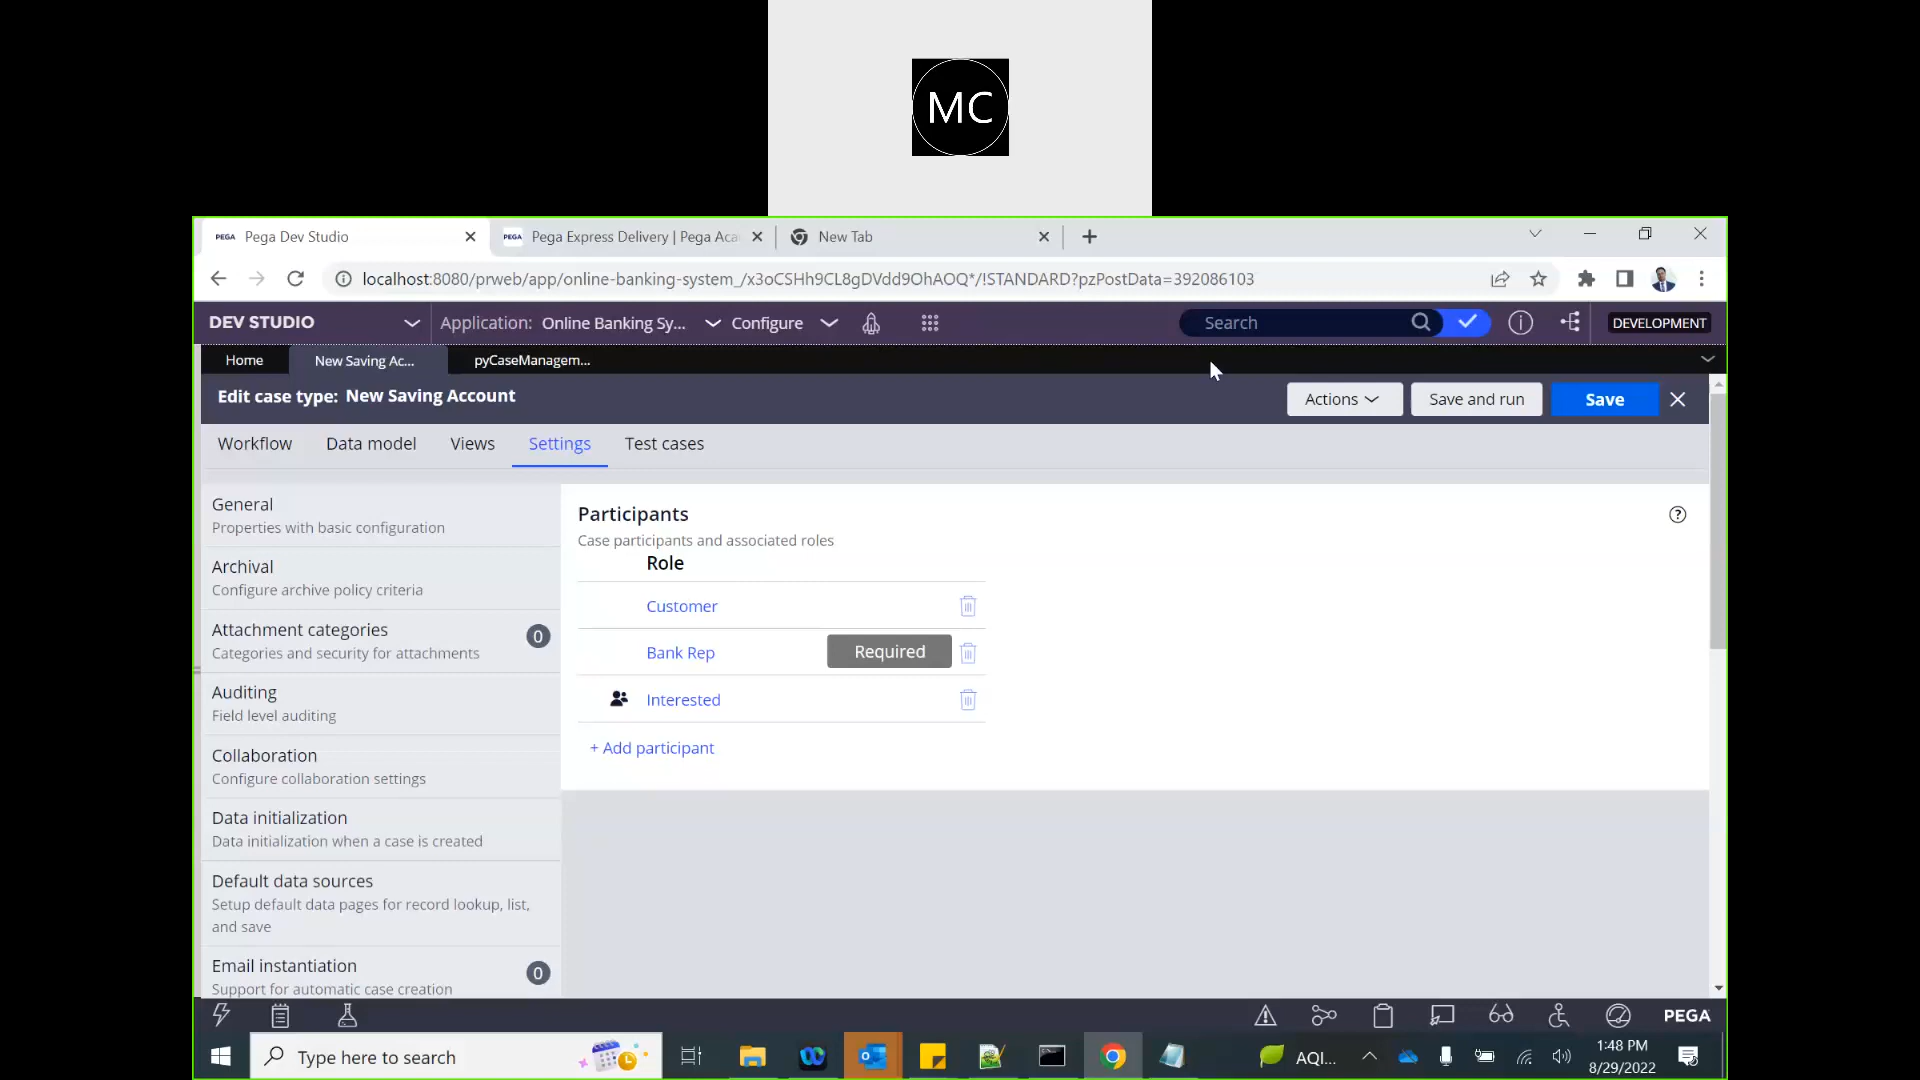 MC
PEGA Pega Dev Studio
PEGA Pega Express Delivery | Pega Aca
New Tab
localhost:8080/prweb/app/online-banking-system_/x3oCSHh9CL8gDVdd9OhAOQ*/!STANDARD?pzPostData=392086103
DEV STUDIO Application: Online Banking Sy... Configure Search DEVELOPMENT
Home New Saving Ac... pyCaseManagem...
Edit case type: New Saving Account Actions Save and run Save
Workflow Data model Views Settings Test cases
General
Properties with basic configuration
Archival
Configure archive policy criteria
Attachment categories 0
Categories and security for attachments
Auditing
Field level auditing
Collaboration
Configure collaboration settings
Data initialization
Data initialization when a case is created
Default data sources
Setup default data pages for record lookup, list,
and save
Email instantiation 0
Support for automatic case creation
Participants
Case participants and associated roles
Role
Customer
Bank Rep Required
Interested
+ Add participant
PEGA
Type here to search
AQI...
1:48 PM
8/29/2022